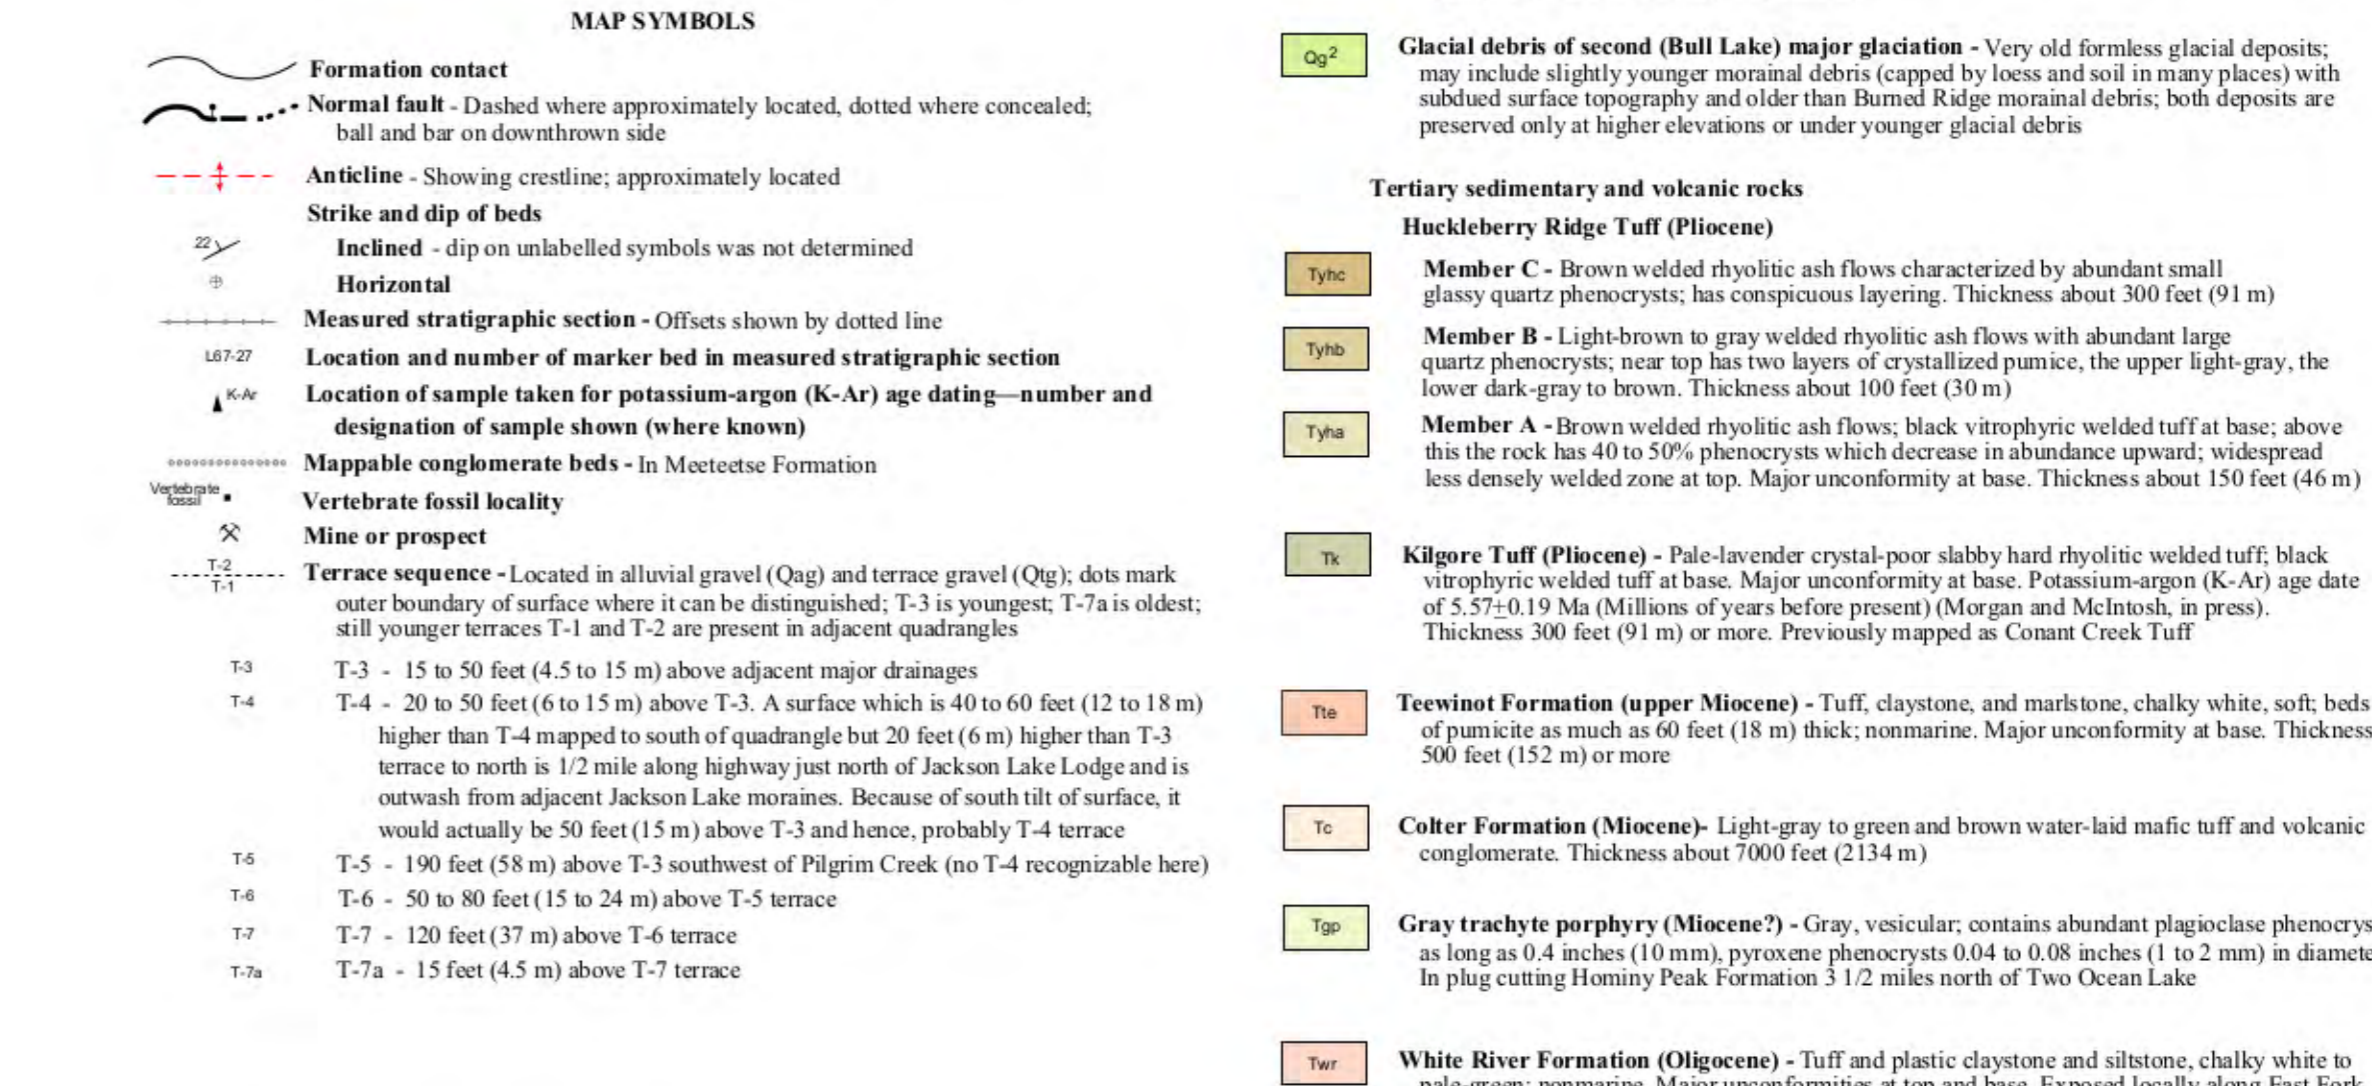 MAP SYMBOLS
Formation contact
Normal fault - Dashed where approximately located, dotted where concealed;
ball and bar on downthrown side
Anticline - Showing crestline; approximately located
Strike and dip of beds
22 Inclined - dip on unlabelled symbols was not determined
Horizontal
Measured stratigraphic section - Offsets shown by dotted line
L67-27 Location and number of marker bed in measured stratigraphic section
K-Ar Location of sample taken for potassium-argon (K-Ar) age dating—number and
designation of sample shown (where known)
Mappable conglomerate beds - In Meeteetse Formation
Vertebrate
fossil
Vertebrate fossil locality
Mine or prospect
T-2
T-1
Terrace sequence - Located in alluvial gravel (Qag) and terrace gravel (Qtg); dots mark
outer boundary of surface where it can be distinguished; T-3 is youngest; T-7a is oldest;
still younger terraces T-1 and T-2 are present in adjacent quadrangles
T-3 T-3 - 15 to 50 feet (4.5 to 15 m) above adjacent major drainages
T-4 T-4 - 20 to 50 feet (6 to 15 m) above T-3. A surface which is 40 to 60 feet (12 to 18 m)
higher than T-4 mapped to south of quadrangle but 20 feet (6 m) higher than T-3
terrace to north is 1/2 mile along highway just north of Jackson Lake Lodge and is
outwash from adjacent Jackson Lake moraines. Because of south tilt of surface, it
would actually be 50 feet (15 m) above T-3 and hence, probably T-4 terrace
T-5 T-5 - 190 feet (58 m) above T-3 southwest of Pilgrim Creek (no T-4 recognizable here)
T-6 T-6 - 50 to 80 feet (15 to 24 m) above T-5 terrace
T-7 T-7 - 120 feet (37 m) above T-6 terrace
T-7a T-7a - 15 feet (4.5 m) above T-7 terrace
Qg2 Glacial debris of second (Bull Lake) major glaciation - Very old formless glacial deposits;
may include slightly younger morainal debris (capped by loess and soil in many places) with
subdued surface topography and older than Burned Ridge morainal debris; both deposits are
preserved only at higher elevations or under younger glacial debris
Tertiary sedimentary and volcanic rocks
Huckleberry Ridge Tuff (Pliocene)
Tyhc Member C - Brown welded rhyolitic ash flows characterized by abundant small
glassy quartz phenocrysts; has conspicuous layering. Thickness about 300 feet (91 m)
Tyhb Member B - Light-brown to gray welded rhyolitic ash flows with abundant large
quartz phenocrysts; near top has two layers of crystallized pumice, the upper light-gray, the
lower dark-gray to brown. Thickness about 100 feet (30 m)
Tyha Member A - Brown welded rhyolitic ash flows; black vitrophyric welded tuff at base; above
this the rock has 40 to 50% phenocrysts which decrease in abundance upward; widespread
less densely welded zone at top. Major unconformity at base. Thickness about 150 feet (46 m)
Tk Kilgore Tuff (Pliocene) - Pale-lavender crystal-poor slabby hard rhyolitic welded tuff; black
vitrophyric welded tuff at base. Major unconformity at base. Potassium-argon (K-Ar) age date
of 5.57±0.19 Ma (Millions of years before present) (Morgan and McIntosh, in press).
Thickness 300 feet (91 m) or more. Previously mapped as Conant Creek Tuff
Tte Teewinot Formation (upper Miocene) - Tuff, claystone, and marlstone, chalky white, soft; beds
of pumicite as much as 60 feet (18 m) thick; nonmarine. Major unconformity at base. Thickness
500 feet (152 m) or more
Tc Colter Formation (Miocene)- Light-gray to green and brown water-laid mafic tuff and volcanic
conglomerate. Thickness about 7000 feet (2134 m)
Tgp Gray trachyte porphyry (Miocene?) - Gray, vesicular; contains abundant plagioclase phenocrys
as long as 0.4 inches (10 mm), pyroxene phenocrysts 0.04 to 0.08 inches (1 to 2 mm) in diamete
In plug cutting Hominy Peak Formation 3 1/2 miles north of Two Ocean Lake
Twr White River Formation (Oligocene) - Tuff and plastic claystone and siltstone, chalky white to
pale-green; nonmarine. Major unconformities at top and base. Exposed locally along East Fork